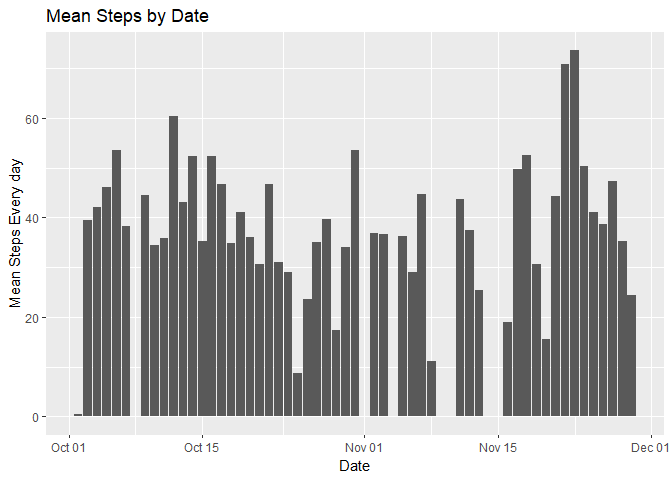 Mean Steps by Date
Mean Steps Every day
60
40
20
0
Oct 01
Oct 15
Nov 01
Nov 15
Dec 01
Date